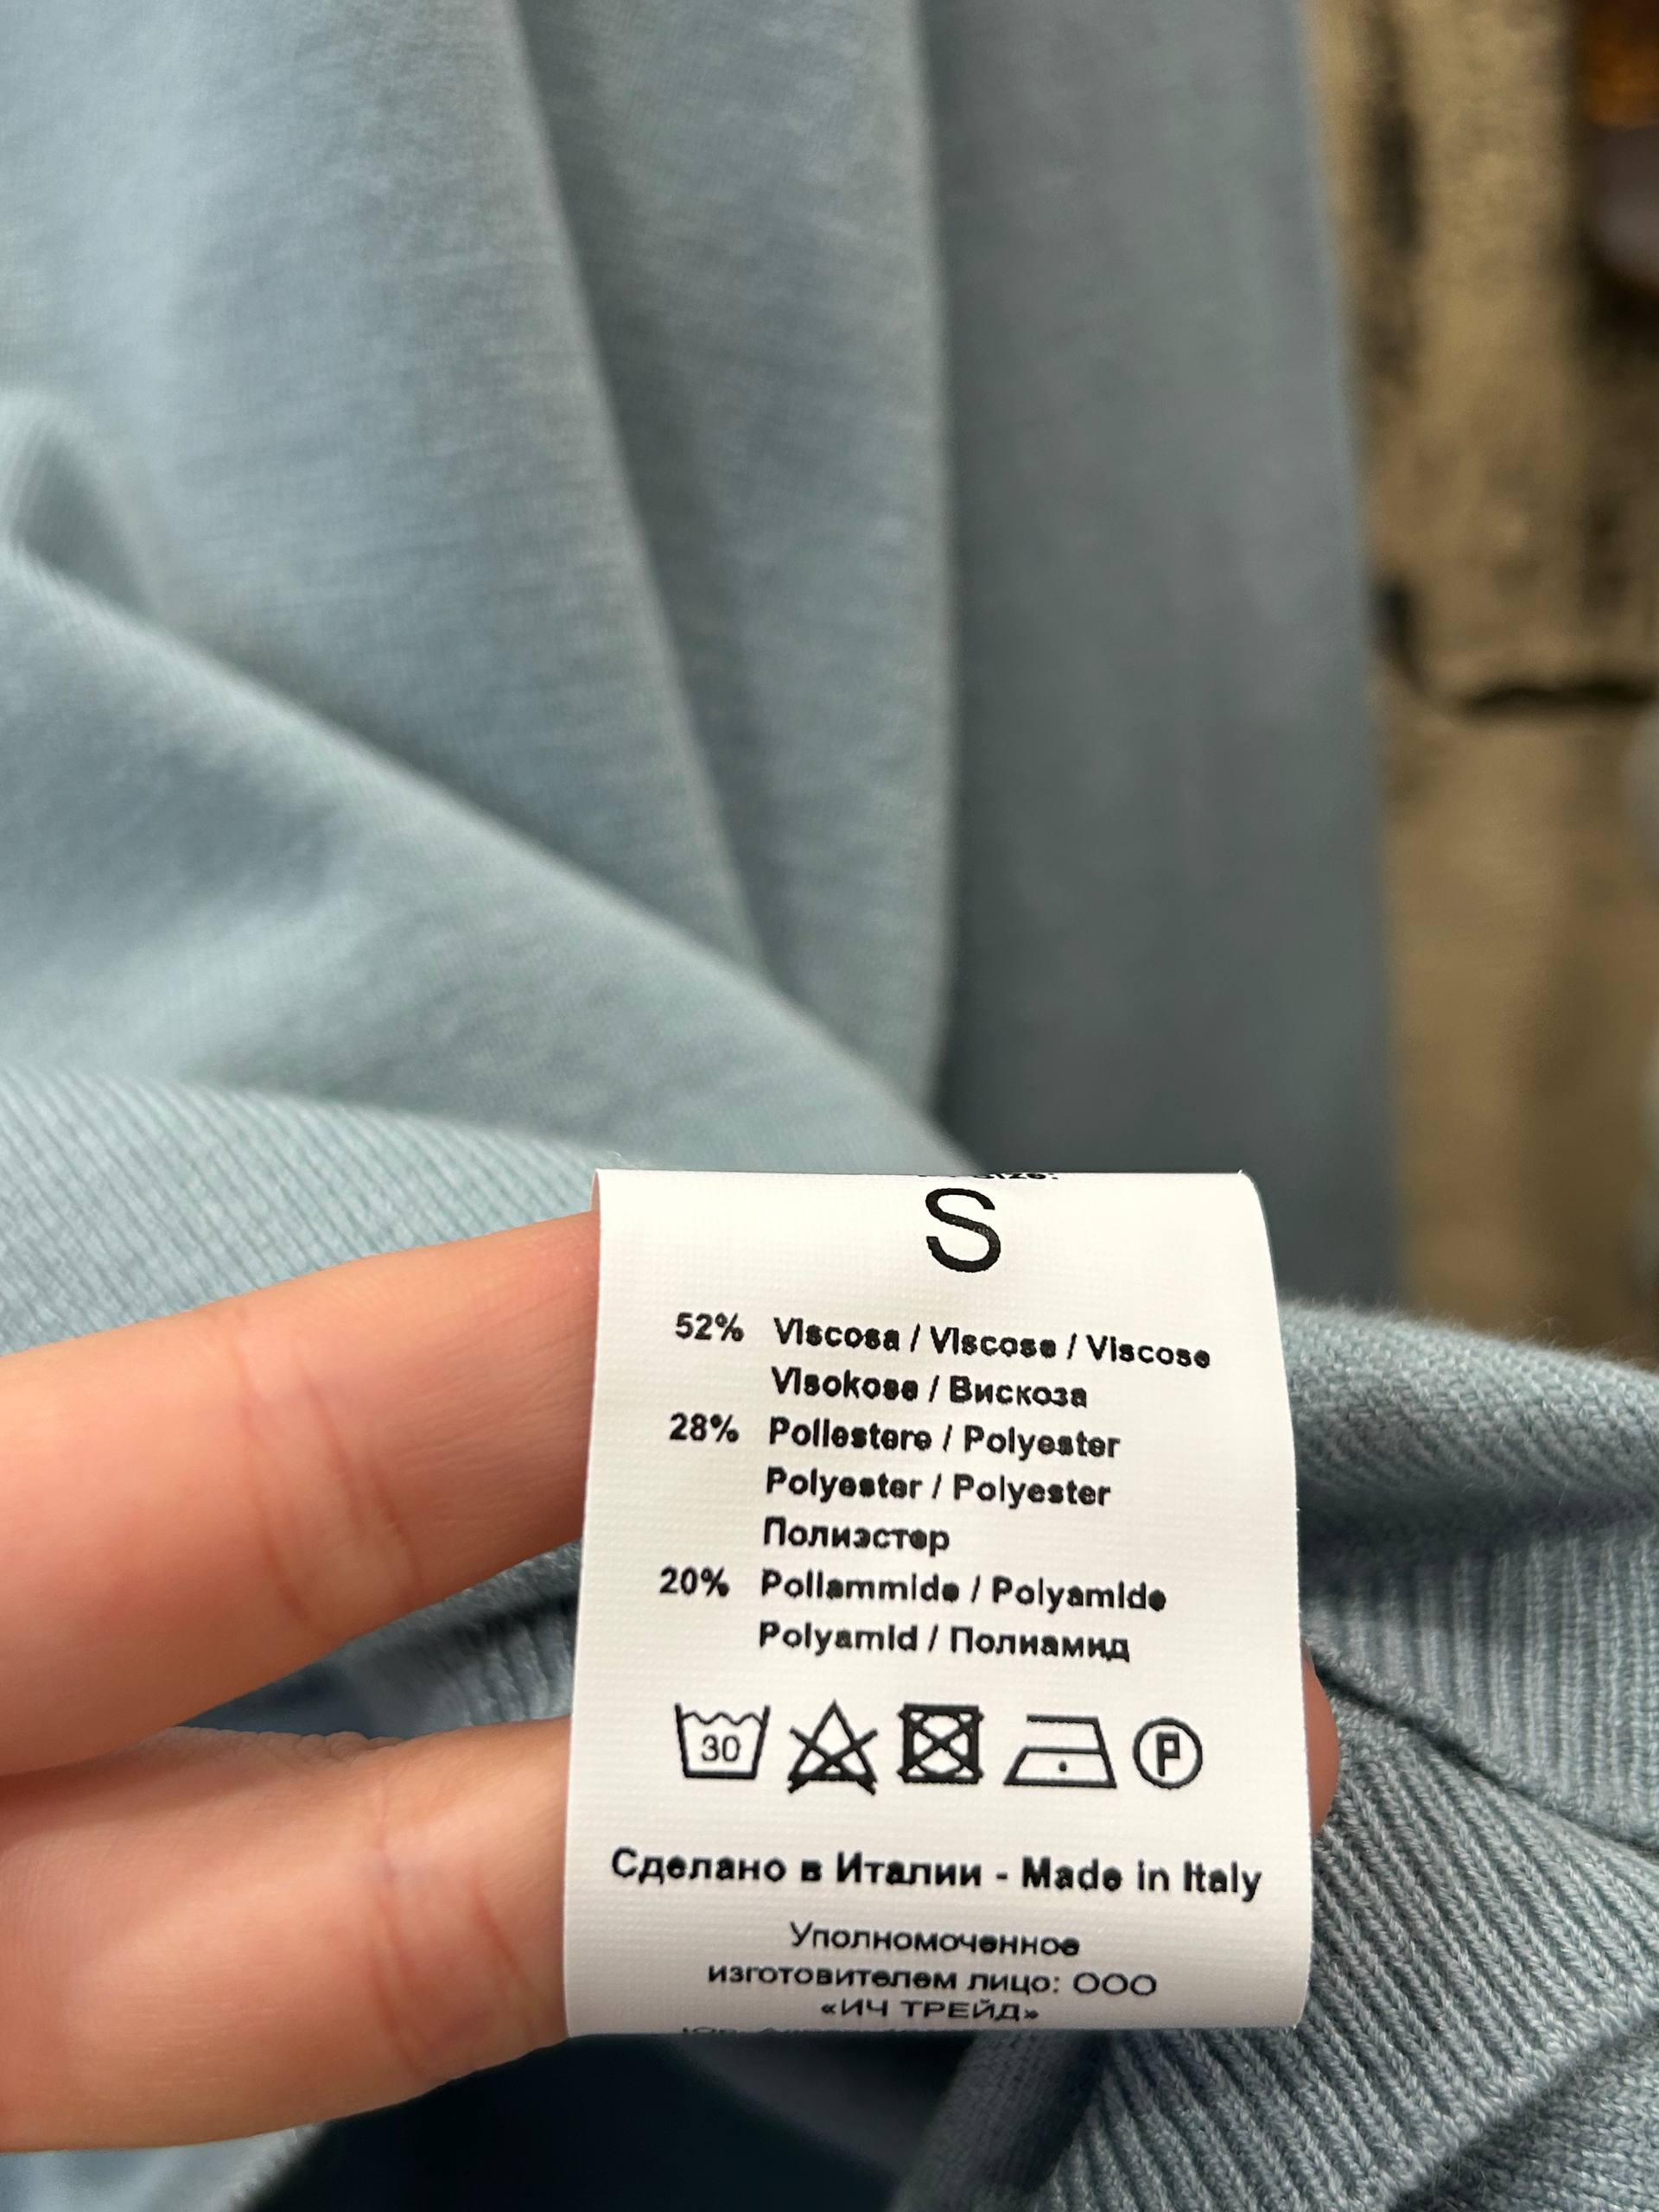 Size:
S
52% Viscosa / Viscose / Viscose
Visokose / Вискоза
28% Poliestere / Polyester
Polyester / Polyester
Полиэстер
20% Poliammide / Polyamide
Polyamid / Полиамид
30
P
Сделано в Италии - Made in Italy
Уполномоченное
изготовителем лицо: ООО
«ИЧ ТРЕЙД»